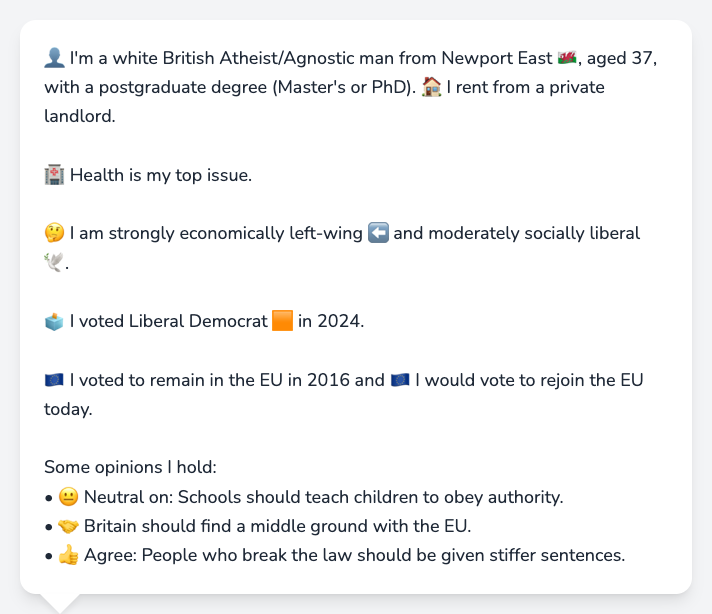 👤 I'm a white British Atheist/Agnostic man from Newport East 🏴󠁧󠁢󠁷󠁬󠁳󠁿, aged 37,
with a postgraduate degree (Master's or PhD). 🏠 I rent from a private
landlord.
🏥 Health is my top issue.
🤔 I am strongly economically left-wing ⬅️ and moderately socially liberal
🕊️.
🗳️ I voted Liberal Democrat 🟧 in 2024.
🇪🇺 I voted to remain in the EU in 2016 and 🇪🇺 I would vote to rejoin the EU
today.
Some opinions I hold:
• 😐 Neutral on: Schools should teach children to obey authority.
• 🤝 Britain should find a middle ground with the EU.
• 👍 Agree: People who break the law should be given stiffer sentences.